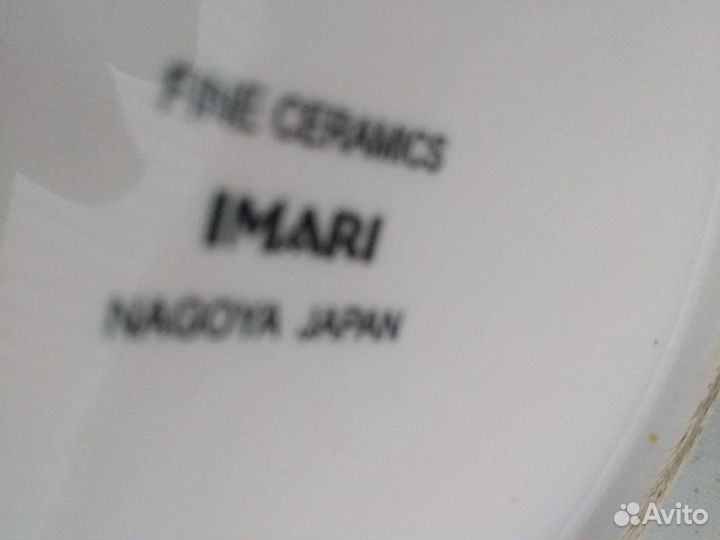 FINE CERAMICS
IMARI
NAGOYA JAPAN
Avito